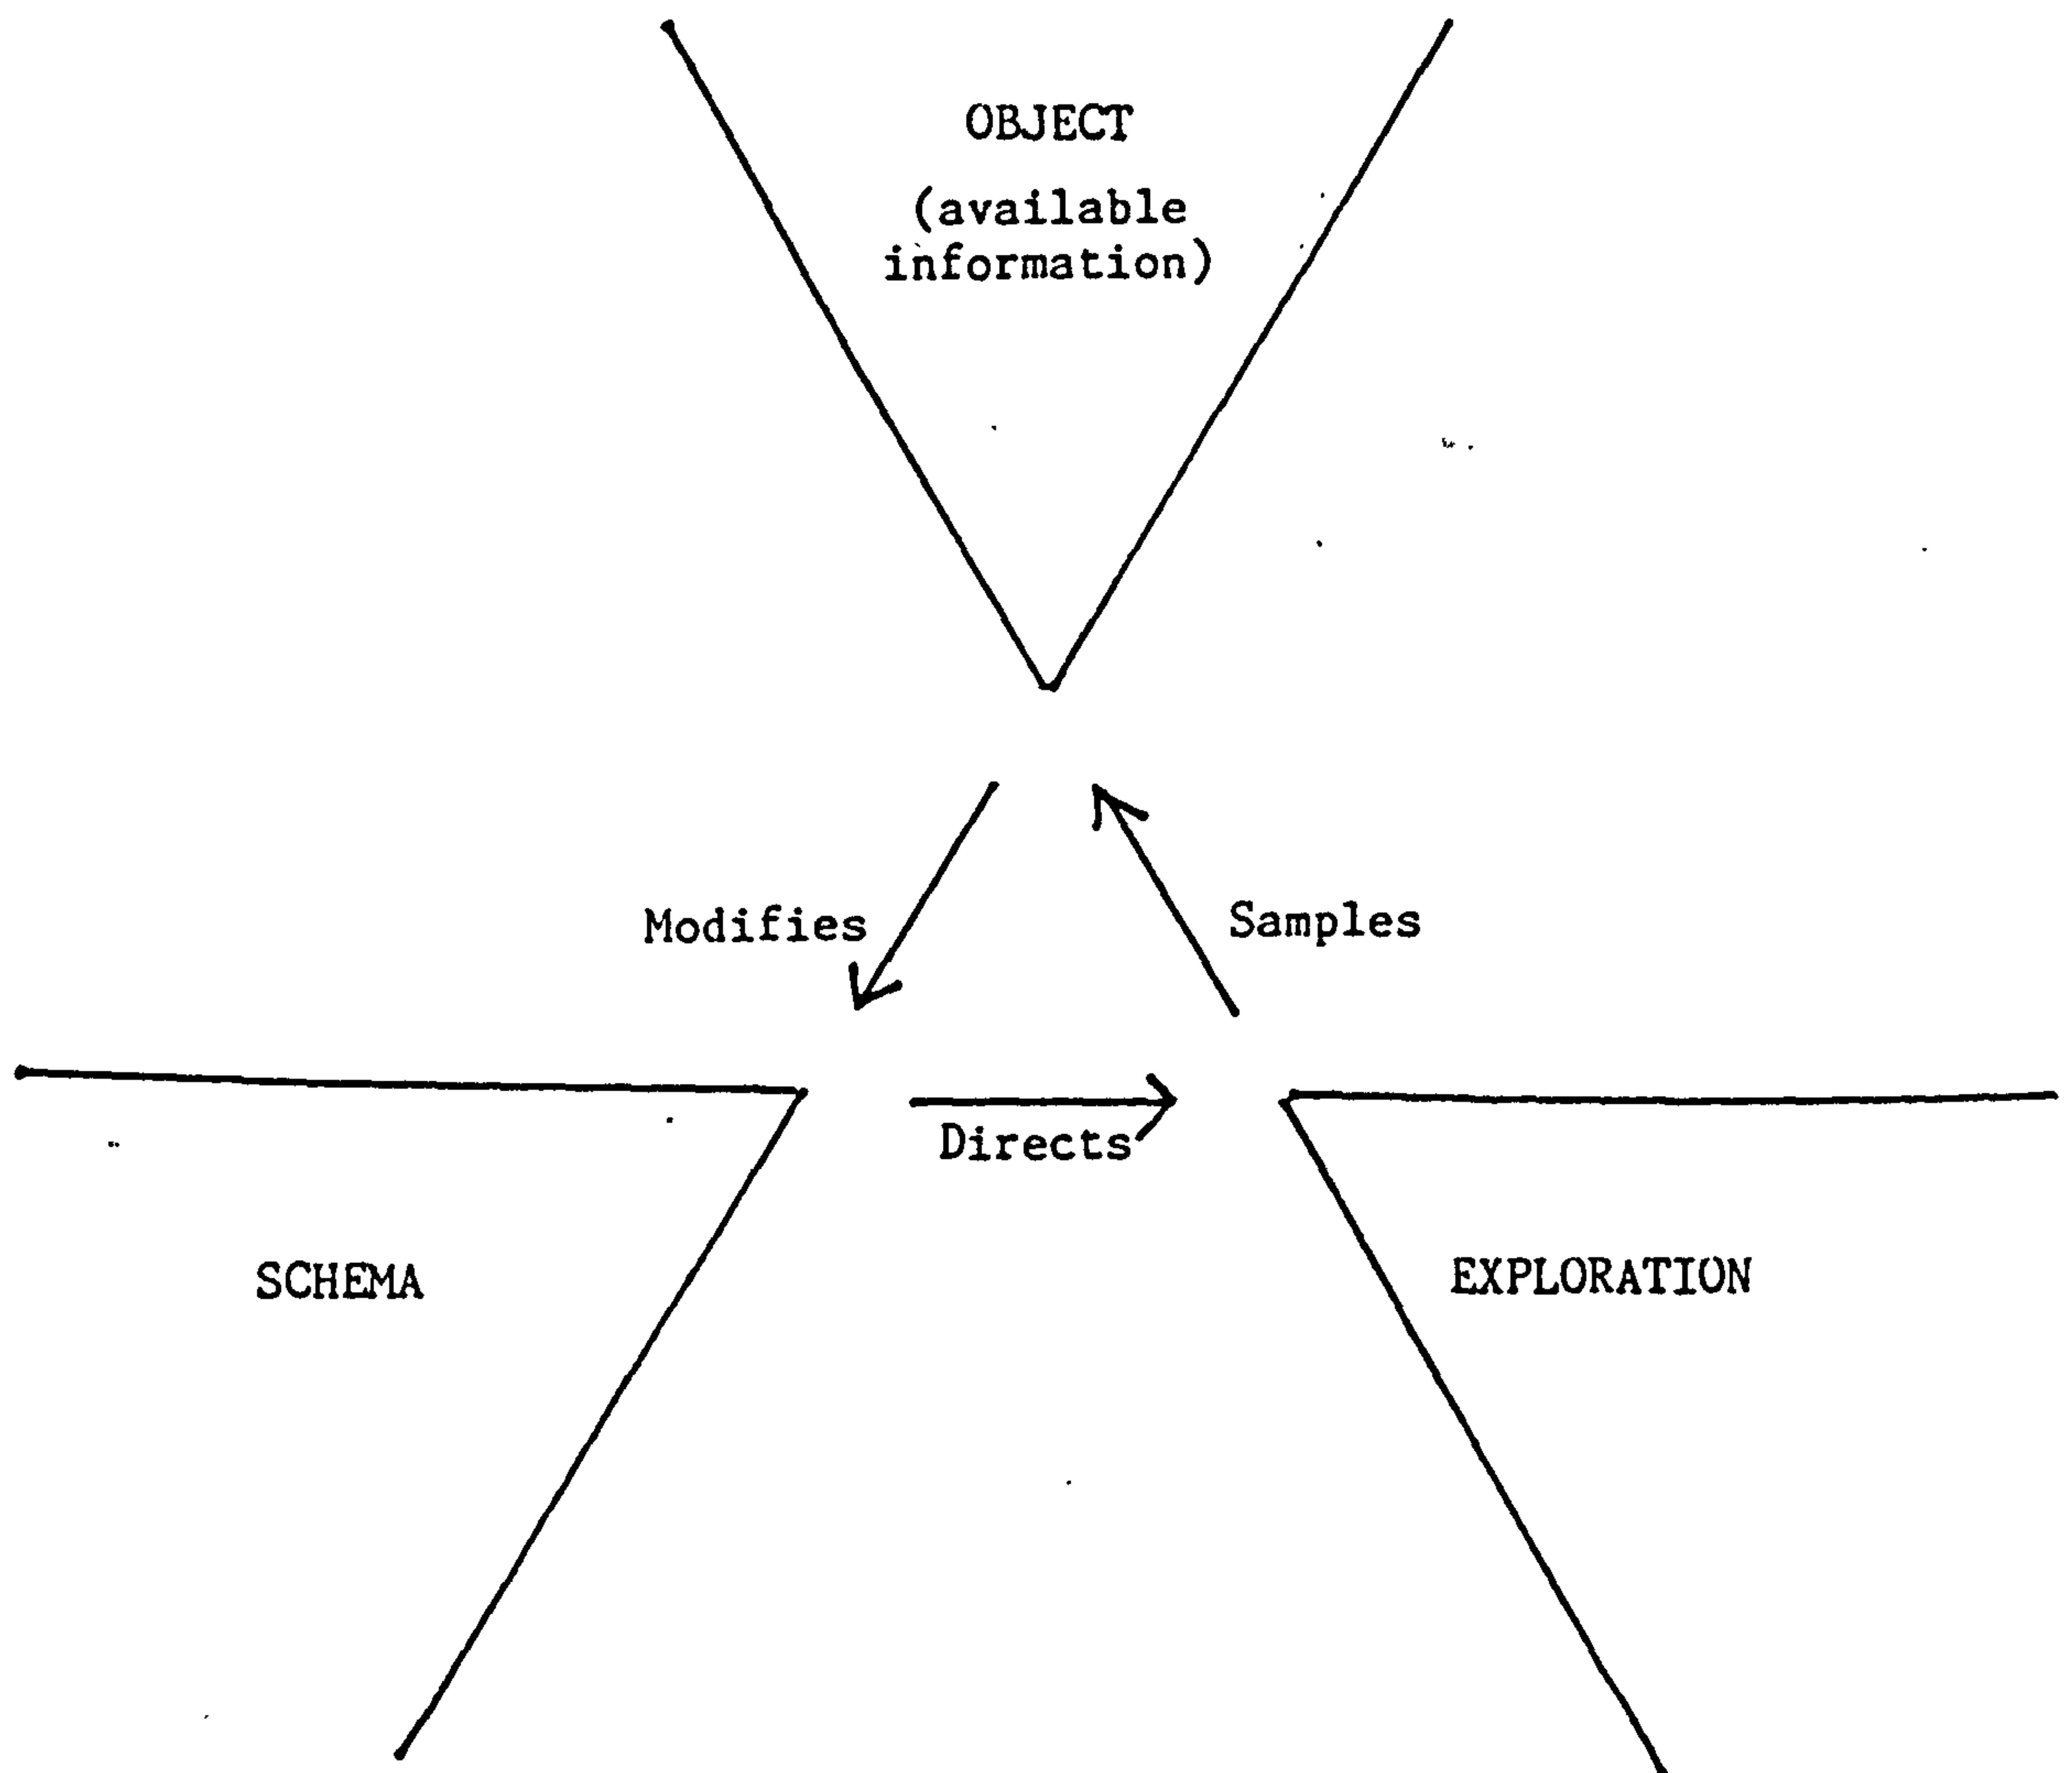 OBJECT
(available
information)
Modifies
Samples
Directs
SCHEMA
EXPLORATION